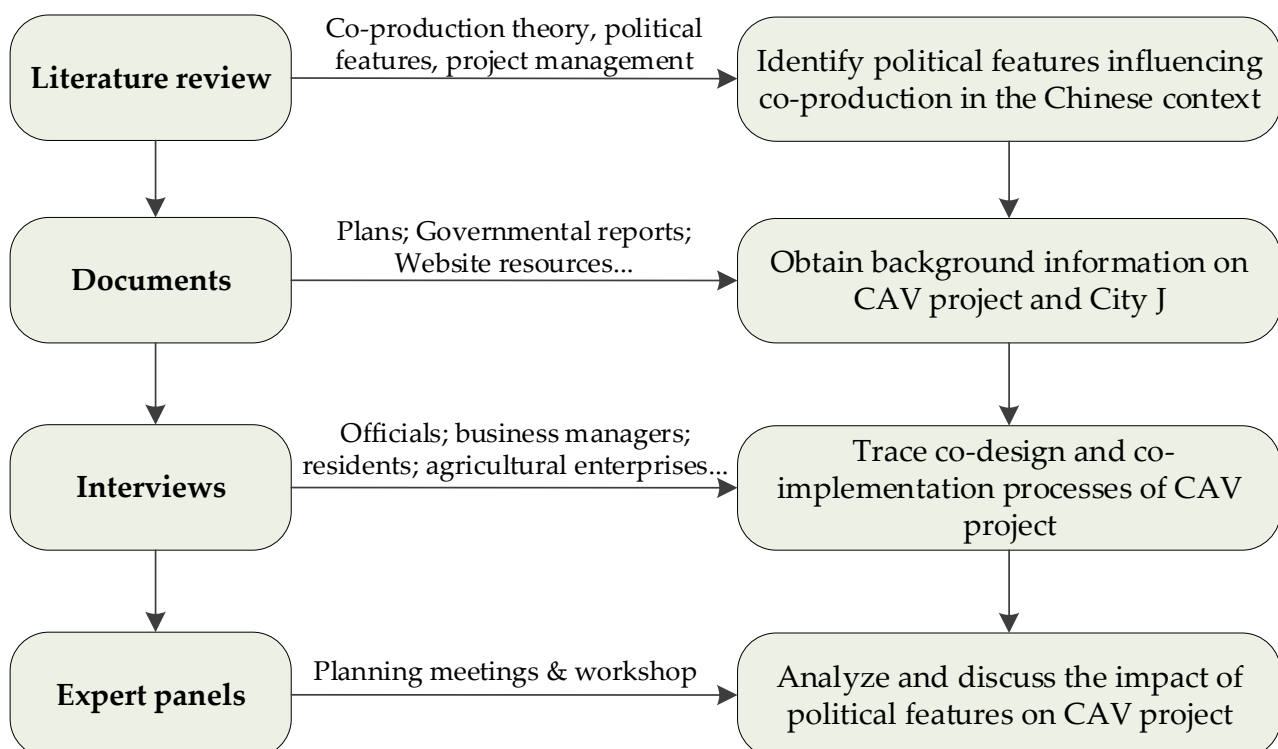 Literature review
Co-production theory, political
features, project management
Identify political features influencing
co-production in the Chinese context
Documents
Plans; Governmental reports;
Website resources...
Obtain background information on
CAV project and City J
Interviews
Officials; business managers;
residents; agricultural enterprises...
Trace co-design and co-
implementation processes of CAV
project
Expert panels
Planning meetings & workshop
Analyze and discuss the impact of
political features on CAV project